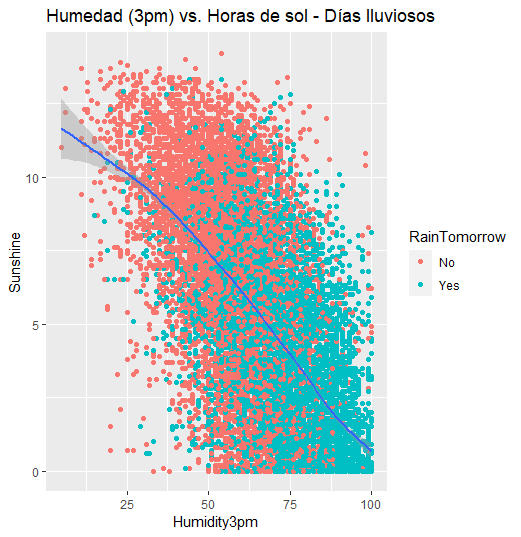 Humedad (3pm) vs. Horas de sol - Días lluviosos
Sunshine
10
5
0
25
50
75
100
Humidity3pm
RainTomorrow
No
Yes